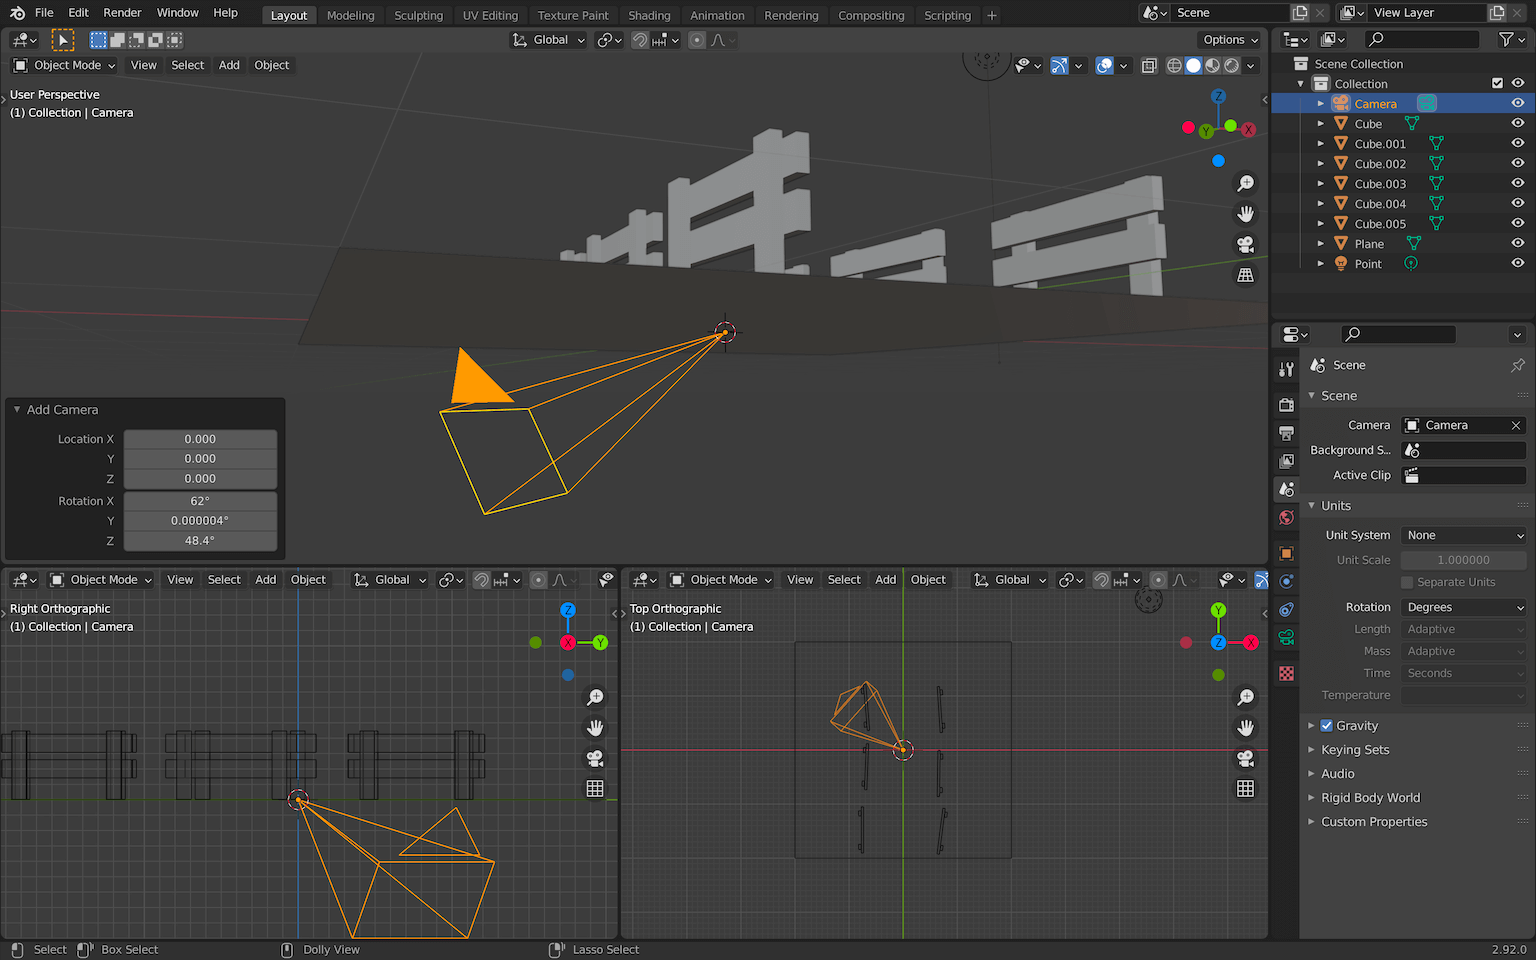 File Edit Render Window Help Layout Modeling Sculpting UV Editing Texture Paint Shading Animation Rendering Compositing Scripting + Scene View Layer
Global Options
Object Mode View Select Add Object
User Perspective
(1) Collection | Camera
Z
Y
X
Add Camera
Location X 0.000
Y 0.000
Z 0.000
Rotation X 62°
Y 0.000004°
Z 48.4°
Object Mode View Select Add Object Global
Right Orthographic
(1) Collection | Camera
Z
X Y
Object Mode View Select Add Object Global
Top Orthographic
(1) Collection | Camera
Y
Z X
Scene Collection
Collection
Camera
Cube
Cube.001
Cube.002
Cube.003
Cube.004
Cube.005
Plane
Point
Scene
Scene
Camera Camera
Background S...
Active Clip
Units
Unit System None
Unit Scale 1.000000
Separate Units
Rotation Degrees
Length Adaptive
Mass Adaptive
Time Seconds
Temperature
Gravity
Keying Sets
Audio
Rigid Body World
Custom Properties
Select Box Select Dolly View Lasso Select 2.92.0